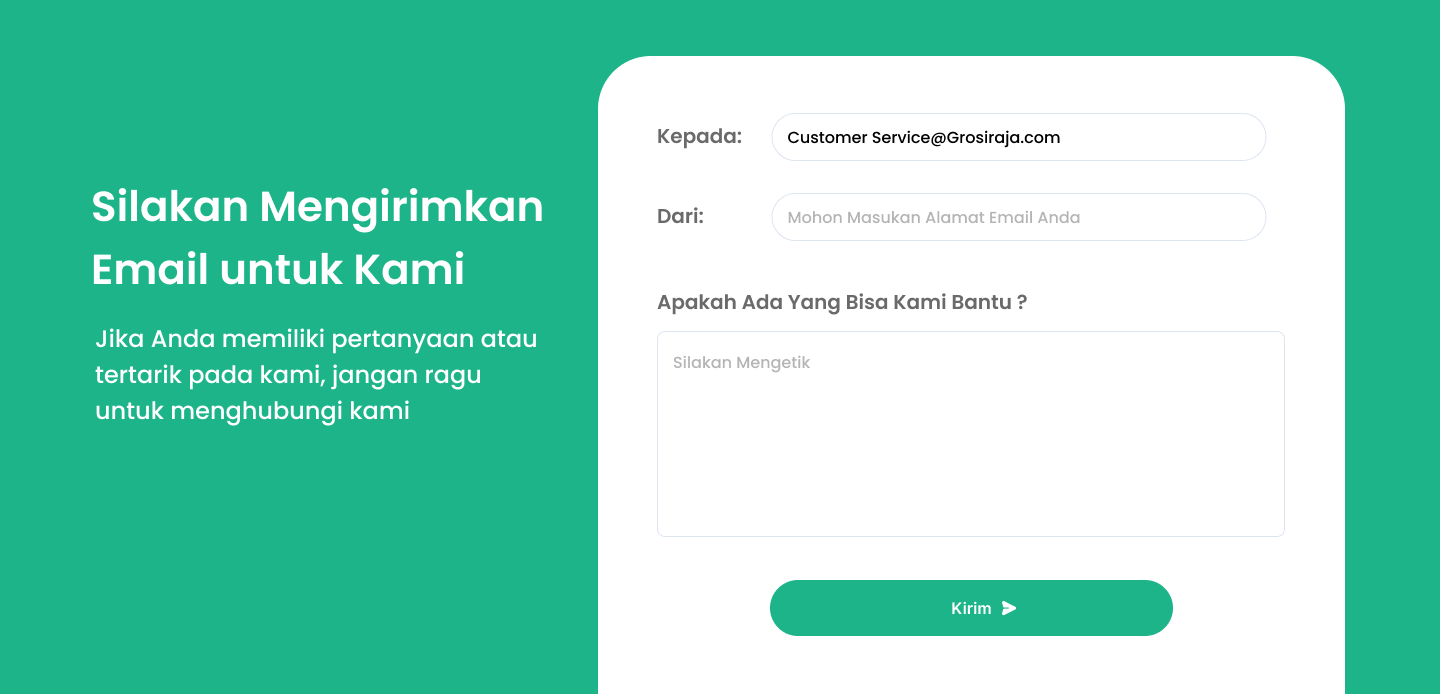 Silakan Mengirimkan
Email untuk Kami
Jika Anda memiliki pertanyaan atau
tertarik pada kami, jangan ragu
untuk menghubungi kami
Kepada:
Customer Service@Grosiraja.com
Dari:
Mohon Masukan Alamat Email Anda
Apakah Ada Yang Bisa Kami Bantu ?
Silakan Mengetik
Kirim